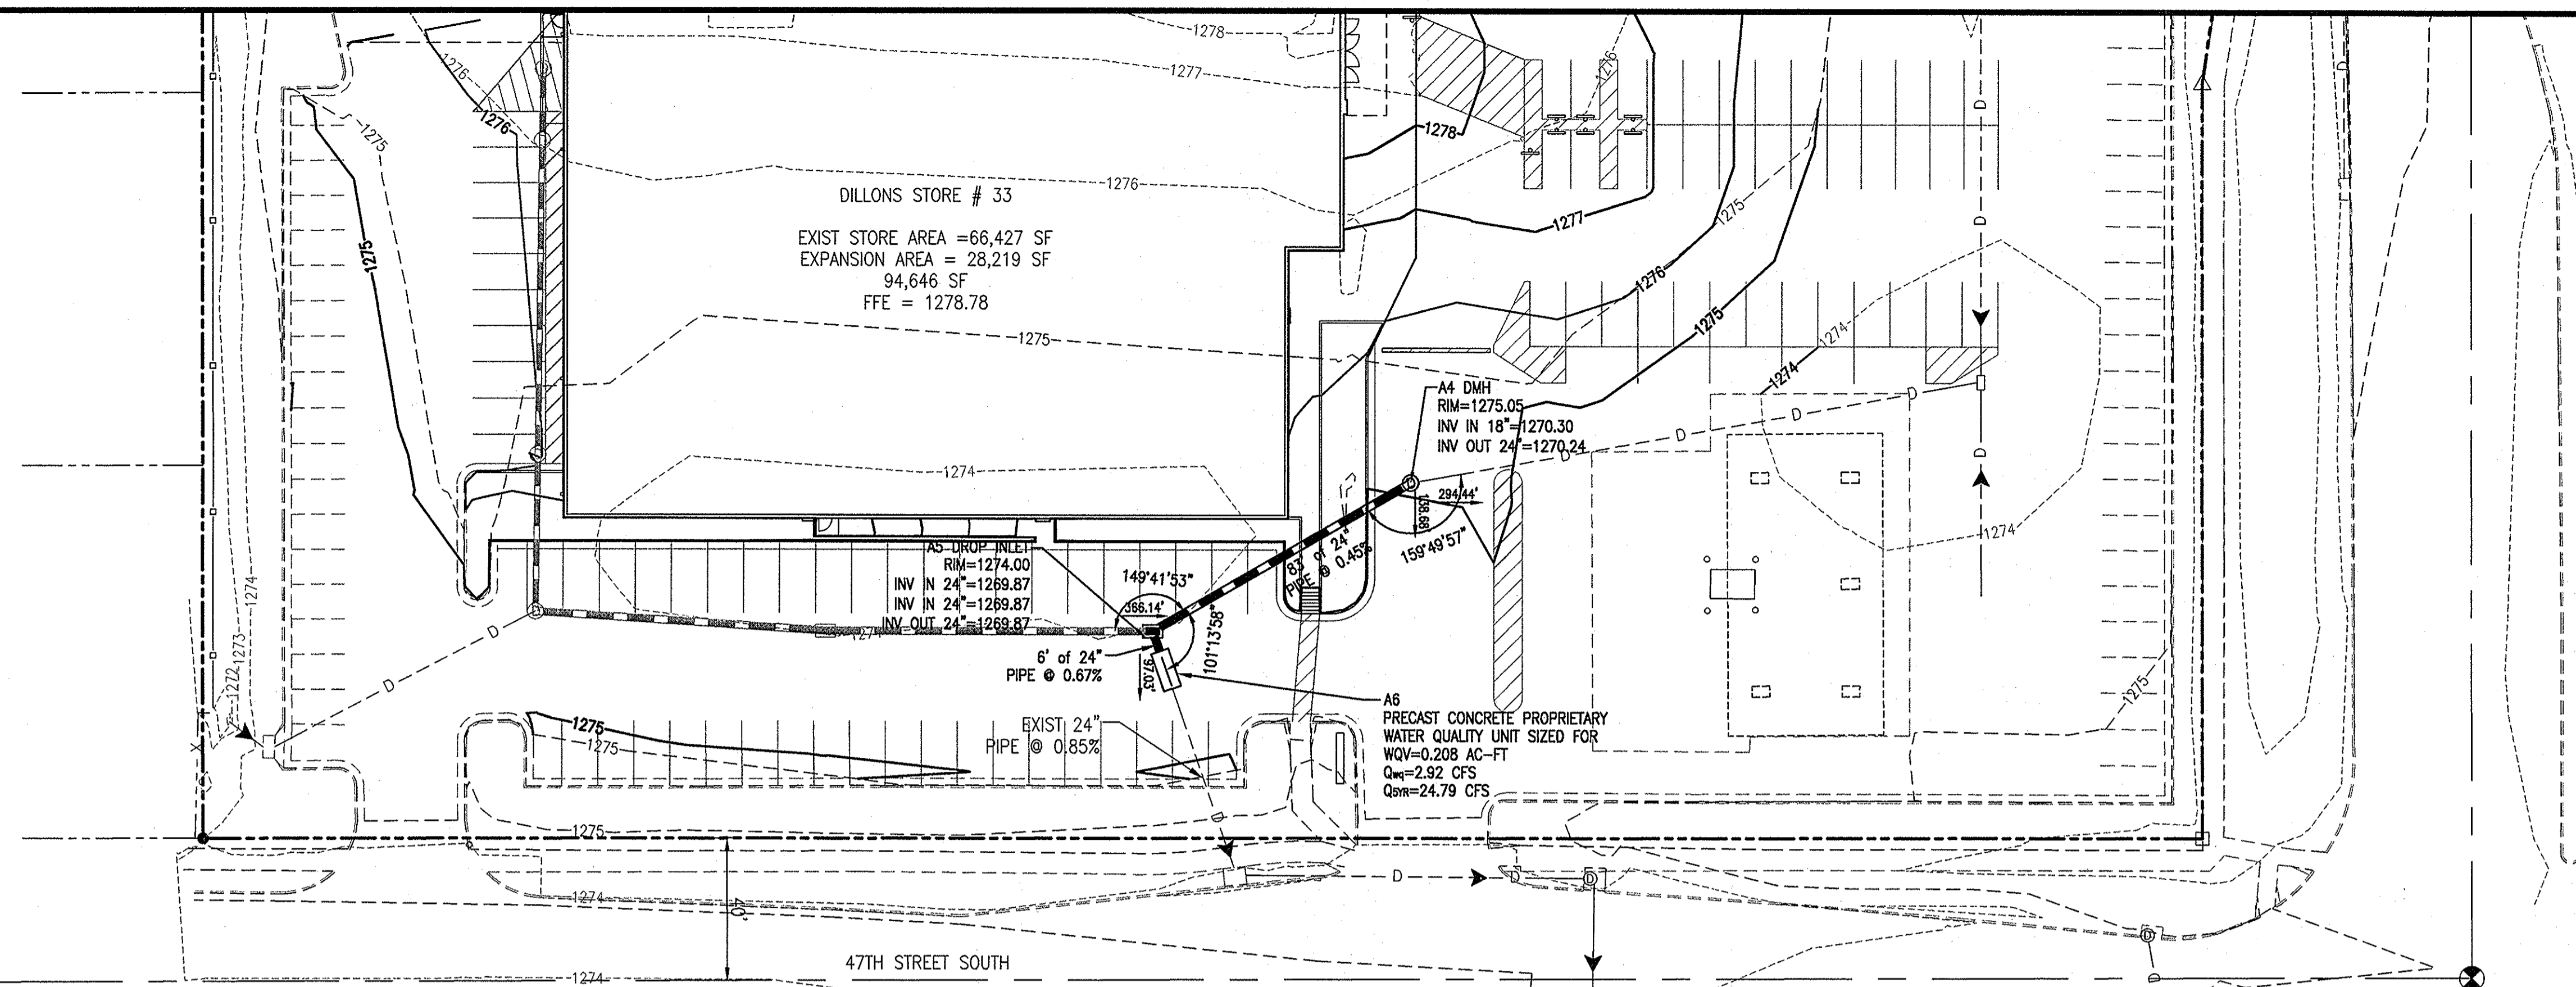 1278
1277
1276
1276
1276
1275
1278
1276
DILLONS STORE # 33
EXIST STORE AREA =66,427 SF
EXPANSION AREA = 28,219 SF
94,646 SF
FFE = 1278.78
1277
1275
1276
1275
1275
1275
1274
1274
D
D
D
1274
A4 DMH
RIM=1275.05
INV IN 18"=1270.30
INV OUT 24"=1270.24
D
D
D
D
D
294.44'
138.68'
159°49'57"
83' of 24"
PIPE @ 0.45%
1274
A5 DROP INLET
RIM=1274.00
INV IN 24"=1269.87
INV IN 24"=1269.87
INV OUT 24"=1269.87
149°41'53"
366.14'
101°13'58"
97.03'
6' of 24"
PIPE @ 0.67%
1274
1273
1272
D
D
A6
PRECAST CONCRETE PROPRIETARY
WATER QUALITY UNIT SIZED FOR
WQV=0.208 AC-FT
Qwq=2.92 CFS
Q5YR=24.79 CFS
EXIST 24"
PIPE @ 0.85%
1275
1275
1275
1275
D
D
D
D
D
1274
40'
47TH STREET SOUTH
1274